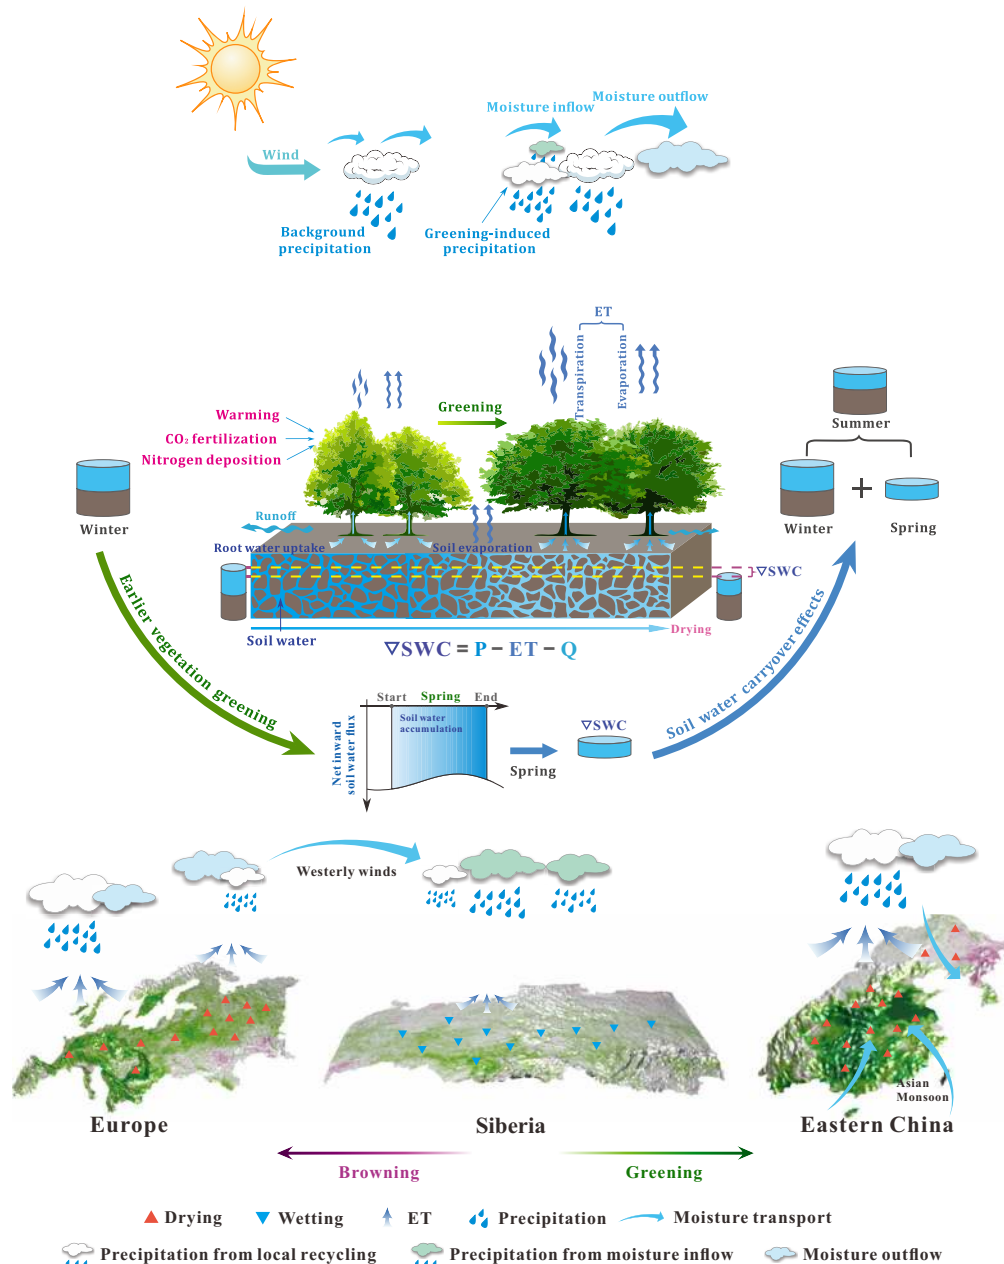 Moisture inflow
Moisture outflow
Wind
Background
precipitation
Greening-induced
precipitation
ET
Transpiration
Evaporation
Greening
Warming
CO₂ fertilization
Nitrogen deposition
Summer
Winter
Winter
Spring
Runoff
Root water uptake
Soil evaporation
▽SWC
Soil water
Drying
▽SWC = P − ET − Q
Earlier vegetation greening
Soil water carryover effects
Start
Spring
End
Soil water
accumulation
Net inward
soil water flux
Spring
▽SWC
Westerly winds
Asian
Monsoon
Europe
Siberia
Eastern China
Browning
Greening
Drying
Wetting
ET
Precipitation
Moisture transport
Precipitation from local recycling
Precipitation from moisture inflow
Moisture outflow